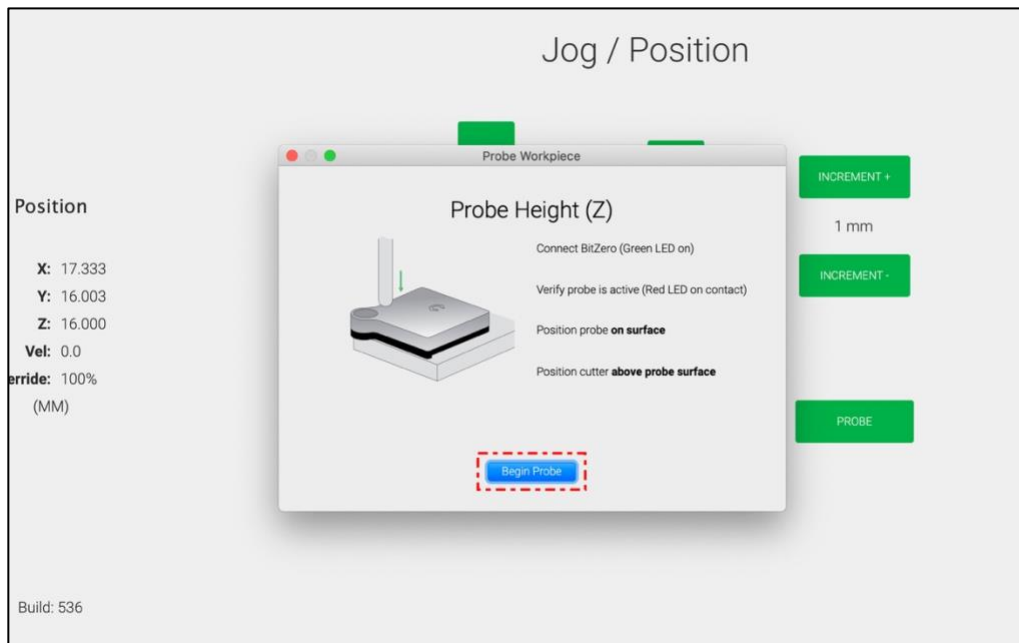 Jog / Position
Probe Workpiece
Probe Height (Z)
Connect BitZero (Green LED on)
Verify probe is active (Red LED on contact)
Position probe on surface
Position cutter above probe surface
Begin Probe
INCREMENT +
1 mm
INCREMENT -
PROBE
Position
X: 17.333
Y: 16.003
Z: 16.000
Vel: 0.0
erride: 100%
(MM)
Build: 536